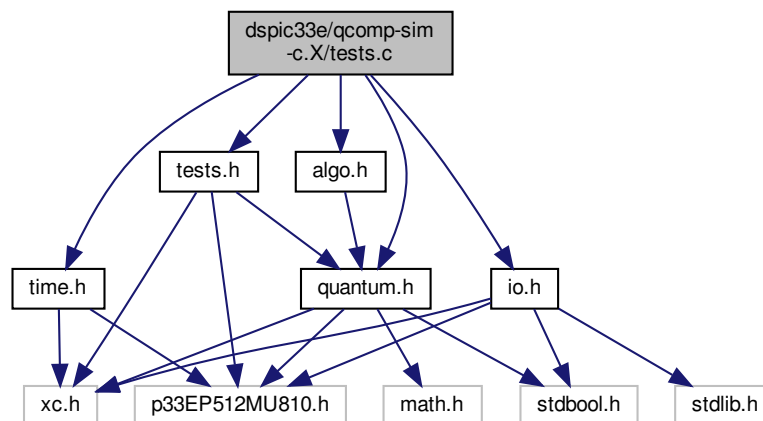 dspic33e/qcomp-sim
-c.X/tests.c
tests.h
algo.h
time.h
quantum.h
io.h
xc.h
p33EP512MU810.h
math.h
stdbool.h
stdlib.h